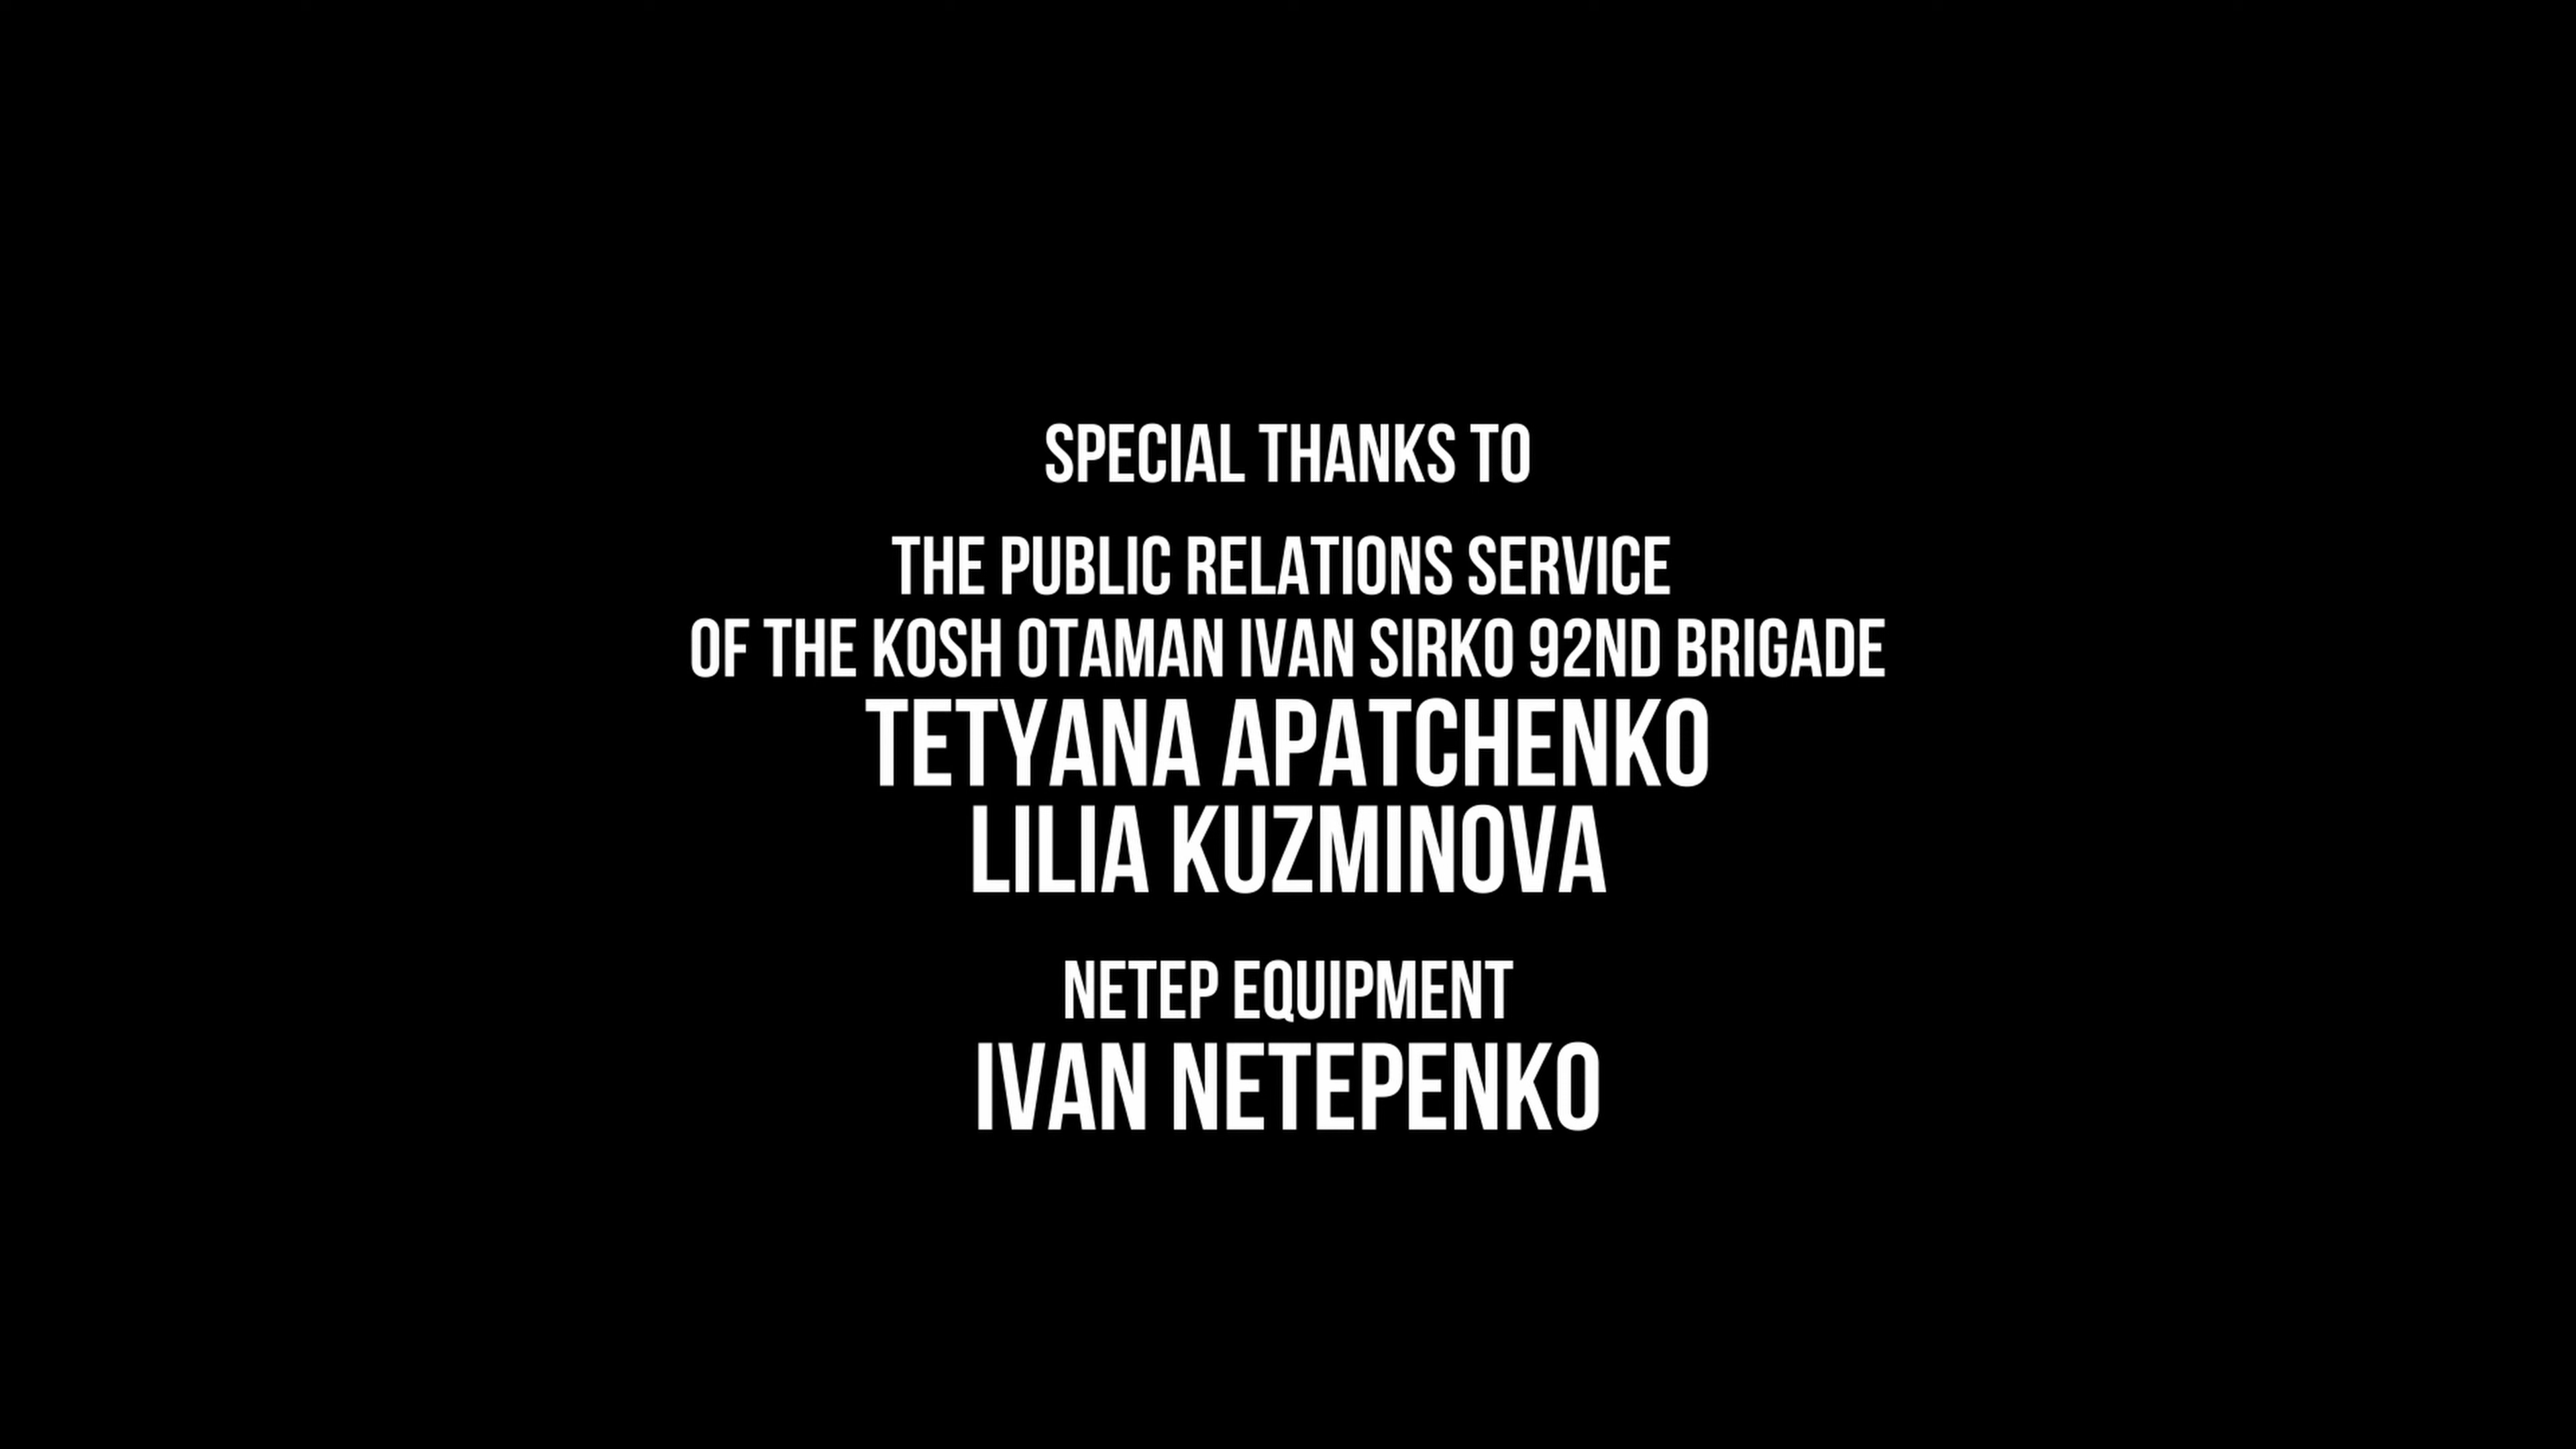 SPECIAL THANKS TO
THE PUBLIC RELATIONS SERVICE
OF THE KOSH OTAMAN IVAN SIRKO 92ND BRIGADE
TETYANA APATCHENKO
LILIA KUZMINOVA
NETEP EQUIPMENT
IVAN NETEPENKO